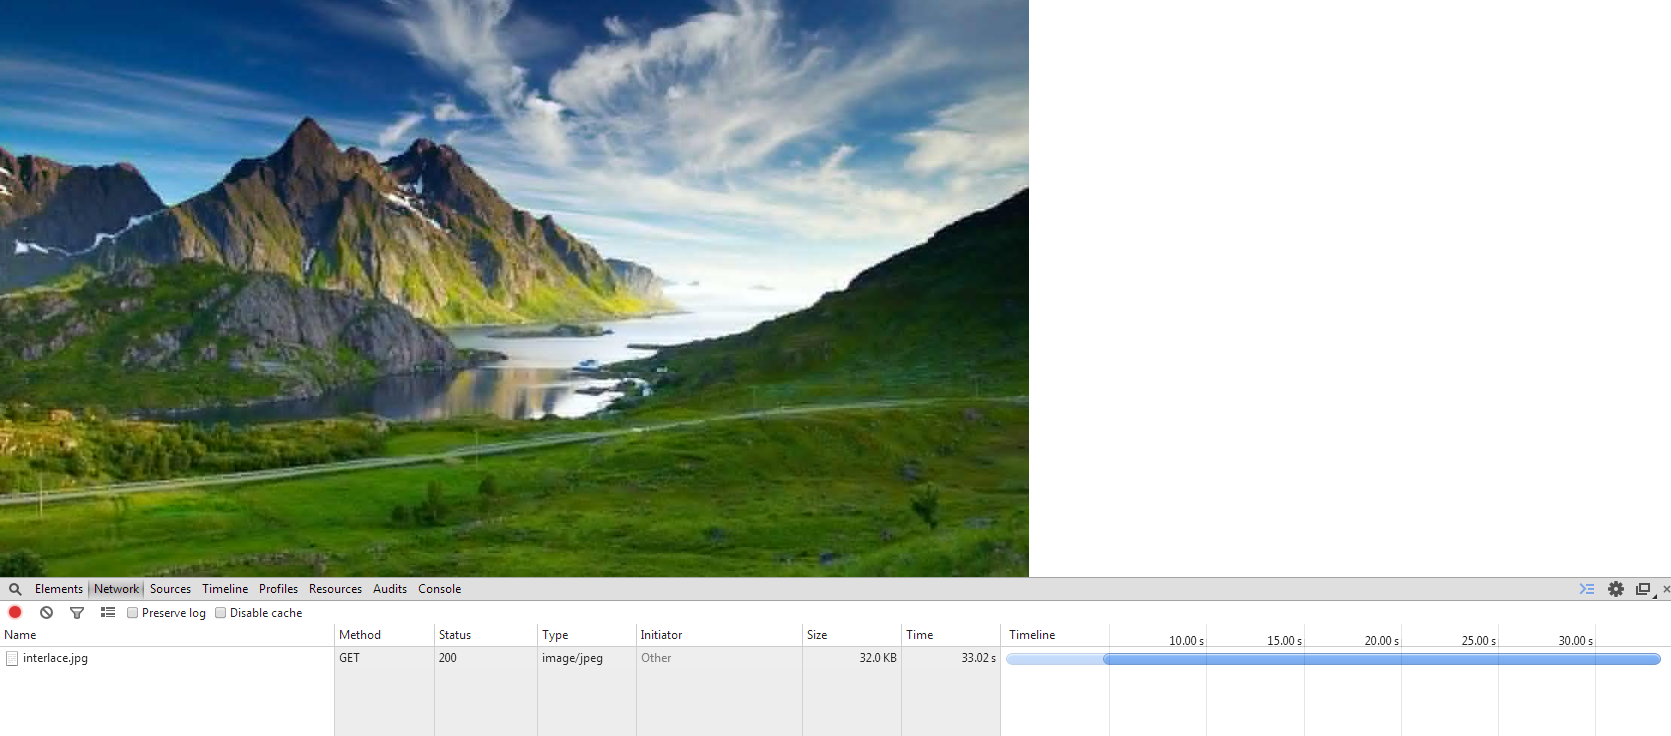 Elements Network Sources Timeline Profiles Resources Audits Console
Preserve log Disable cache
Name Method Status Type Initiator Size Time Timeline 10.00 s 15.00 s 20.00 s 25.00 s 30.00 s
interlace.jpg GET 200 image/jpeg Other 32.0 KB 33.02 s